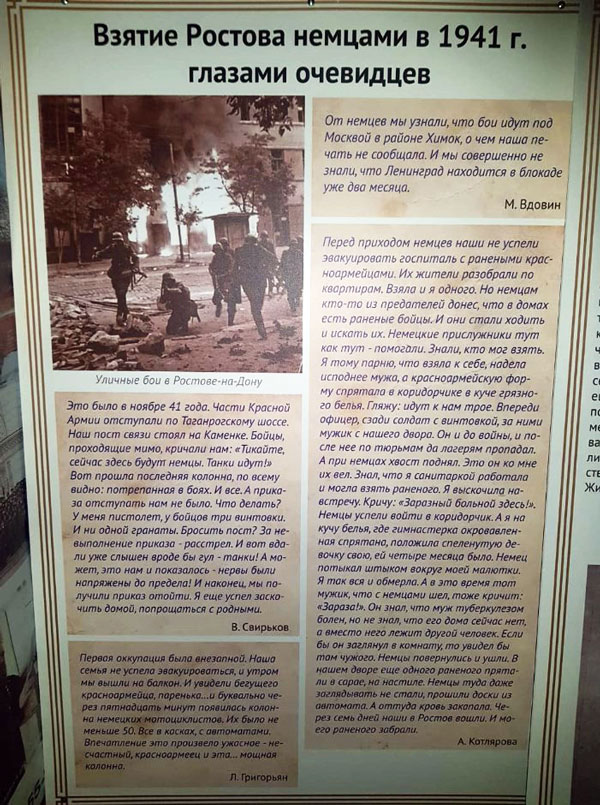 Взятие Ростова немцами в 1941 г.
глазами очевидцев
Уличные бои в Ростове-на-Дону
Это было в ноябре 41 года. Части Красной
Армии отступали по Таганрогскому шоссе.
Наш пост связи стоял на Каменке. Бойцы,
проходящие мимо, кричали нам: «Тикайте,
сейчас здесь будут немцы. Танки идут!»
Вот прошла последняя колонна, по всему
видно: потрепанная в боях. И все. А прика-
за отступать нам не было. Что делать?
У меня пистолет, у бойцов три винтовки.
И ни одной гранаты. Бросить пост? За не-
выполнение приказа - расстрел. И вот вда-
ли уже слышен вроде бы гул - танки! А мо-
жет, это нам и показалось - нервы были
напряжены до предела! И наконец, мы по-
лучили приказ отойти. Я еще успел заско-
чить домой, попрощаться с родными.
В. Свирьков
Первая оккупация была внезапной. Наша
семья не успела эвакуироваться, и утром
мы вышли на балкон. И увидели бегущего
красноармейца, паренька...и буквально че-
рез пятнадцать минут появилась колон-
на немецких мотоциклистов. Их было не
меньше 50. Все в касках, с автоматами.
Впечатление это произвело ужасное - не-
счастный, красноармеец и эта... мощная
колонна.
Л. Григорьян
От немцев мы узнали, что бои идут под
Москвой в районе Химок, о чем наша пе-
чать не сообщала. И мы совершенно не
знали, что Ленинград находится в блокаде
уже два месяца.
М. Вдовин
Перед приходом немцев наши не успели
эвакуировать госпиталь с ранеными крас-
ноармейцами. Их жители разобрали по
квартирам. Взяла и я одного. Но немцам
кто-то из предателей донес, что в домах
есть раненые бойцы. И они стали ходить
и искать их. Немецкие прислужники тут
как тут - помогали. Знали, кто мог взять.
Я тому парню, что взяла к себе, надела
исподнее мужа, а красноармейскую фор-
му спрятала в коридорчике в куче грязно-
го белья. Гляжу: идут к нам трое. Впереди
офицер, сзади солдат с винтовкой, за ними
мужик с нашего двора. Он и до войны, и по-
сле нее по тюрьмам да лагерям пропадал.
А при немцах хвост поднял. Это он ко мне
их вел. Знал, что я санитаркой работала
и могла взять раненого. Я выскочила на-
встречу. Кричу: «Заразный больной здесь!».
Немцы успели войти в коридорчик. А я на
кучу белья, где гимнастерка окровавлен-
ная спрятана, положила спеленутую де-
вочку свою, ей четыре месяца было. Немец
потыкал штыком вокруг моей малютки.
Я так вся и обмерла. А в это время тот
мужик, что с немцами шел, тоже кричит:
«Зараза!». Он знал, что муж туберкулезом
болен, но не знал, что его дома сейчас нет,
а вместо него лежит другой человек. Если
бы он заглянул в комнату, то увидел бы
там чужого. Немцы повернулись и ушли. В
нашем дворе еще одного раненого прята-
ли в сарае, на настиле. Немцы туда даже
заглядывать не стали, прошили доски из
автомата. А оттуда кровь закапала. Че-
рез семь дней наши в Ростов вошли. И мо-
его раненого забрали.
А. Котлярова